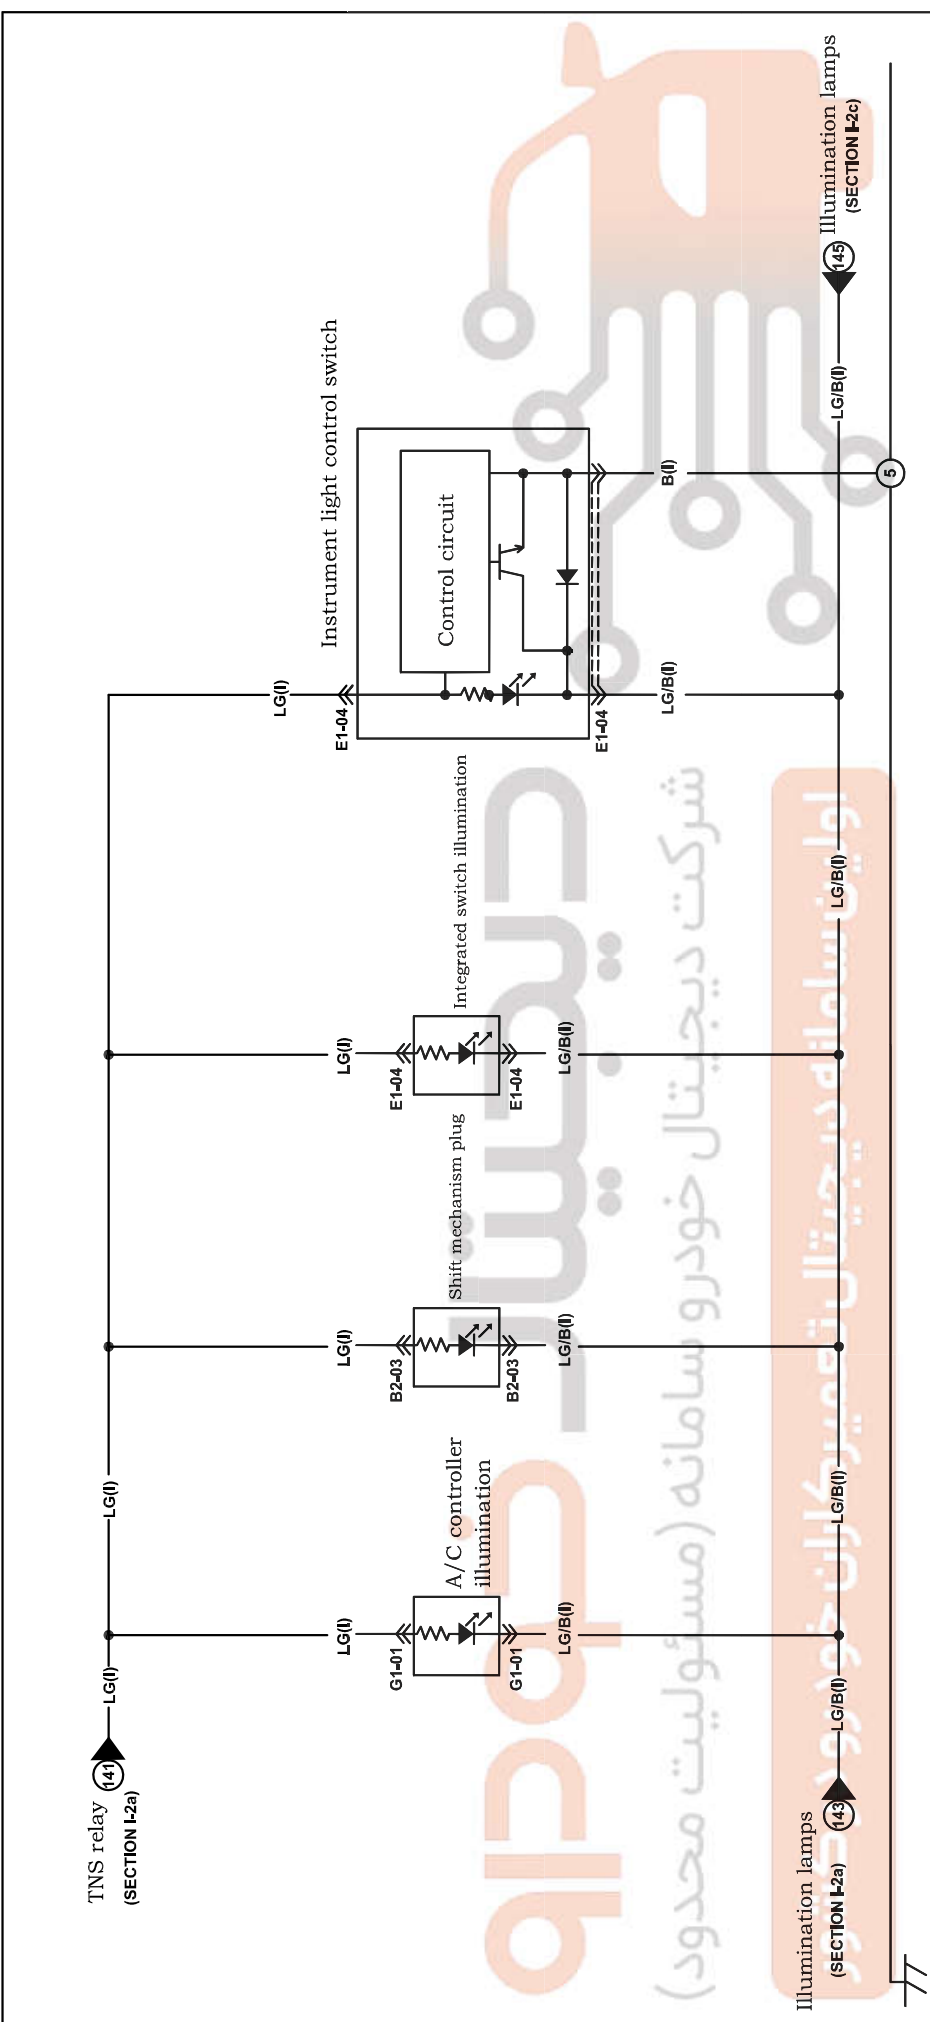 TNS relay
(SECTION I-2a)
141
LG(I)
LG(I)
LG(I)
LG(I)
LG(I)
LG(I)
A/C controller
illumination
G1-01
G1-01
Shift mechanism plug
B2-03
B2-03
Integrated switch illumination
E1-04
E1-04
Instrument light control switch
E1-04
E1-04
Control circuit
LG/B(I)
LG/B(I)
LG/B(I)
LG/B(I)
B(I)
5
Illumination lamps
(SECTION I-2a)
143
LG/B(I)
LG/B(I)
LG/B(I)
LG/B(I)
145
Illumination lamps
(SECTION I-2c)
دیجیتال خودرو
شرکت دیجیتال خودرو سامانه (مسئولیت محدود)
اولین سامانه دیجیتال تعمیرکاران خودرو در کشور